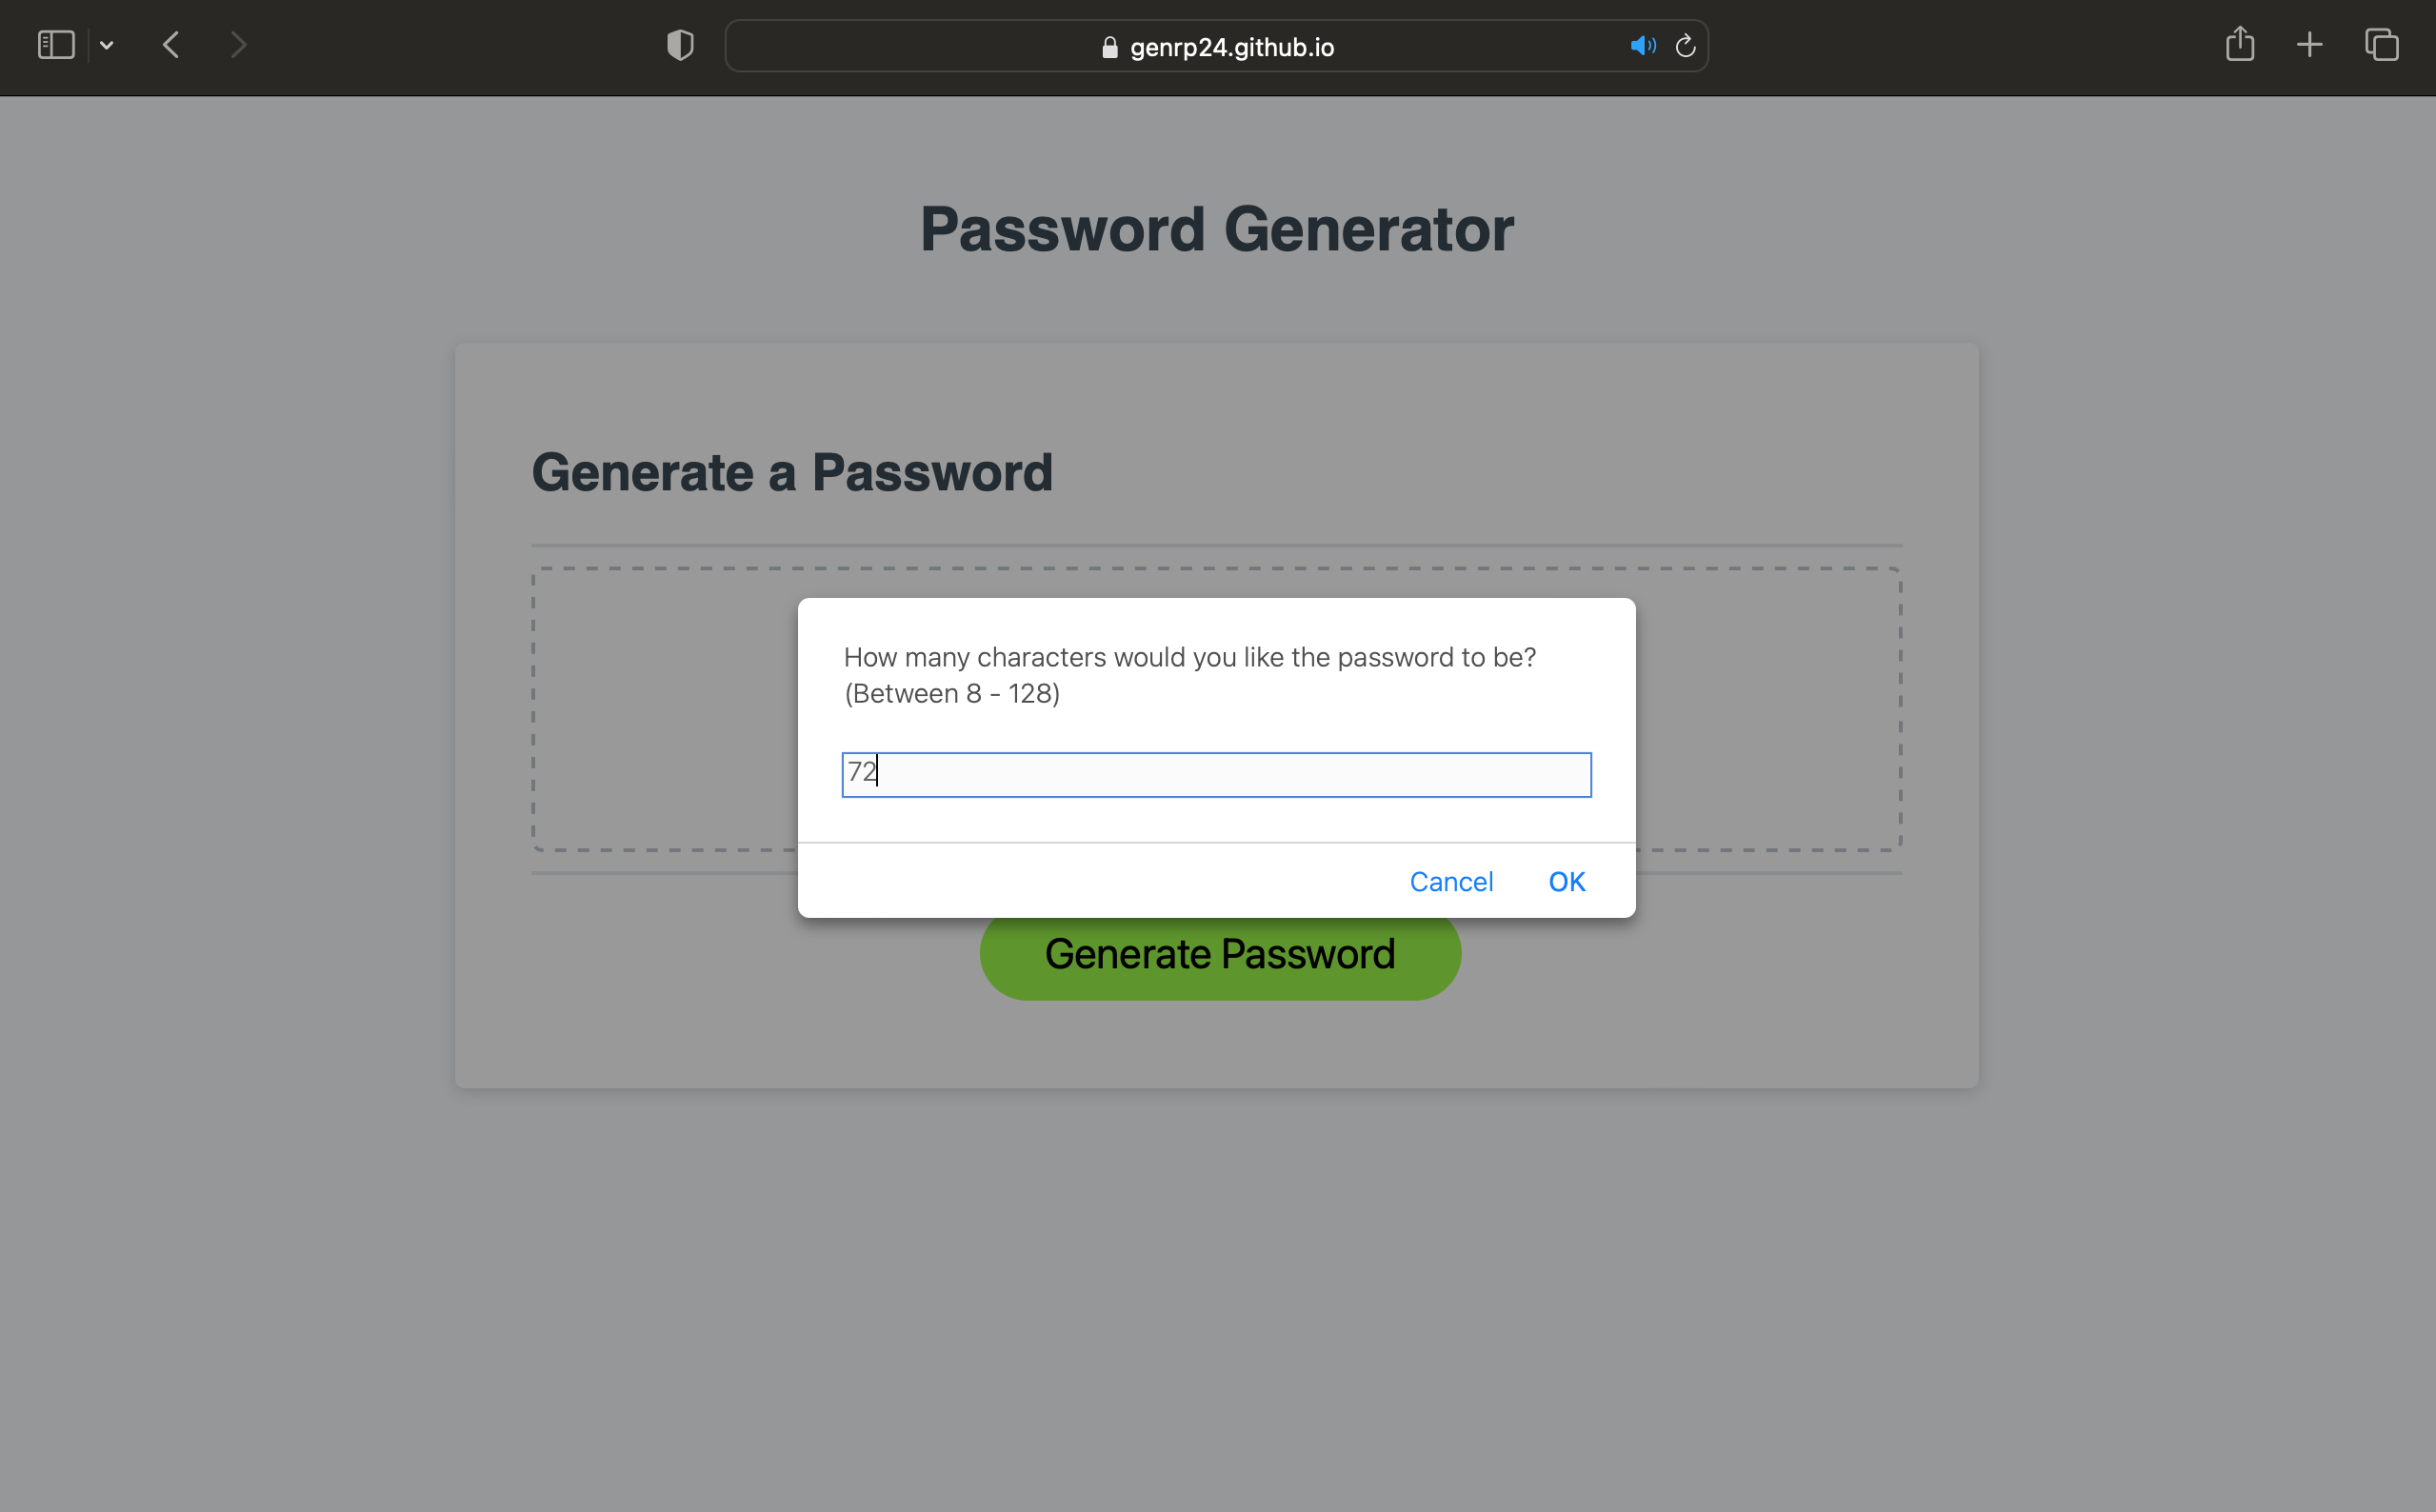 genrp24.github.io
Password Generator
Generate a Password
How many characters would you like the password to be?
(Between 8 - 128)
72
Cancel OK
Generate Password